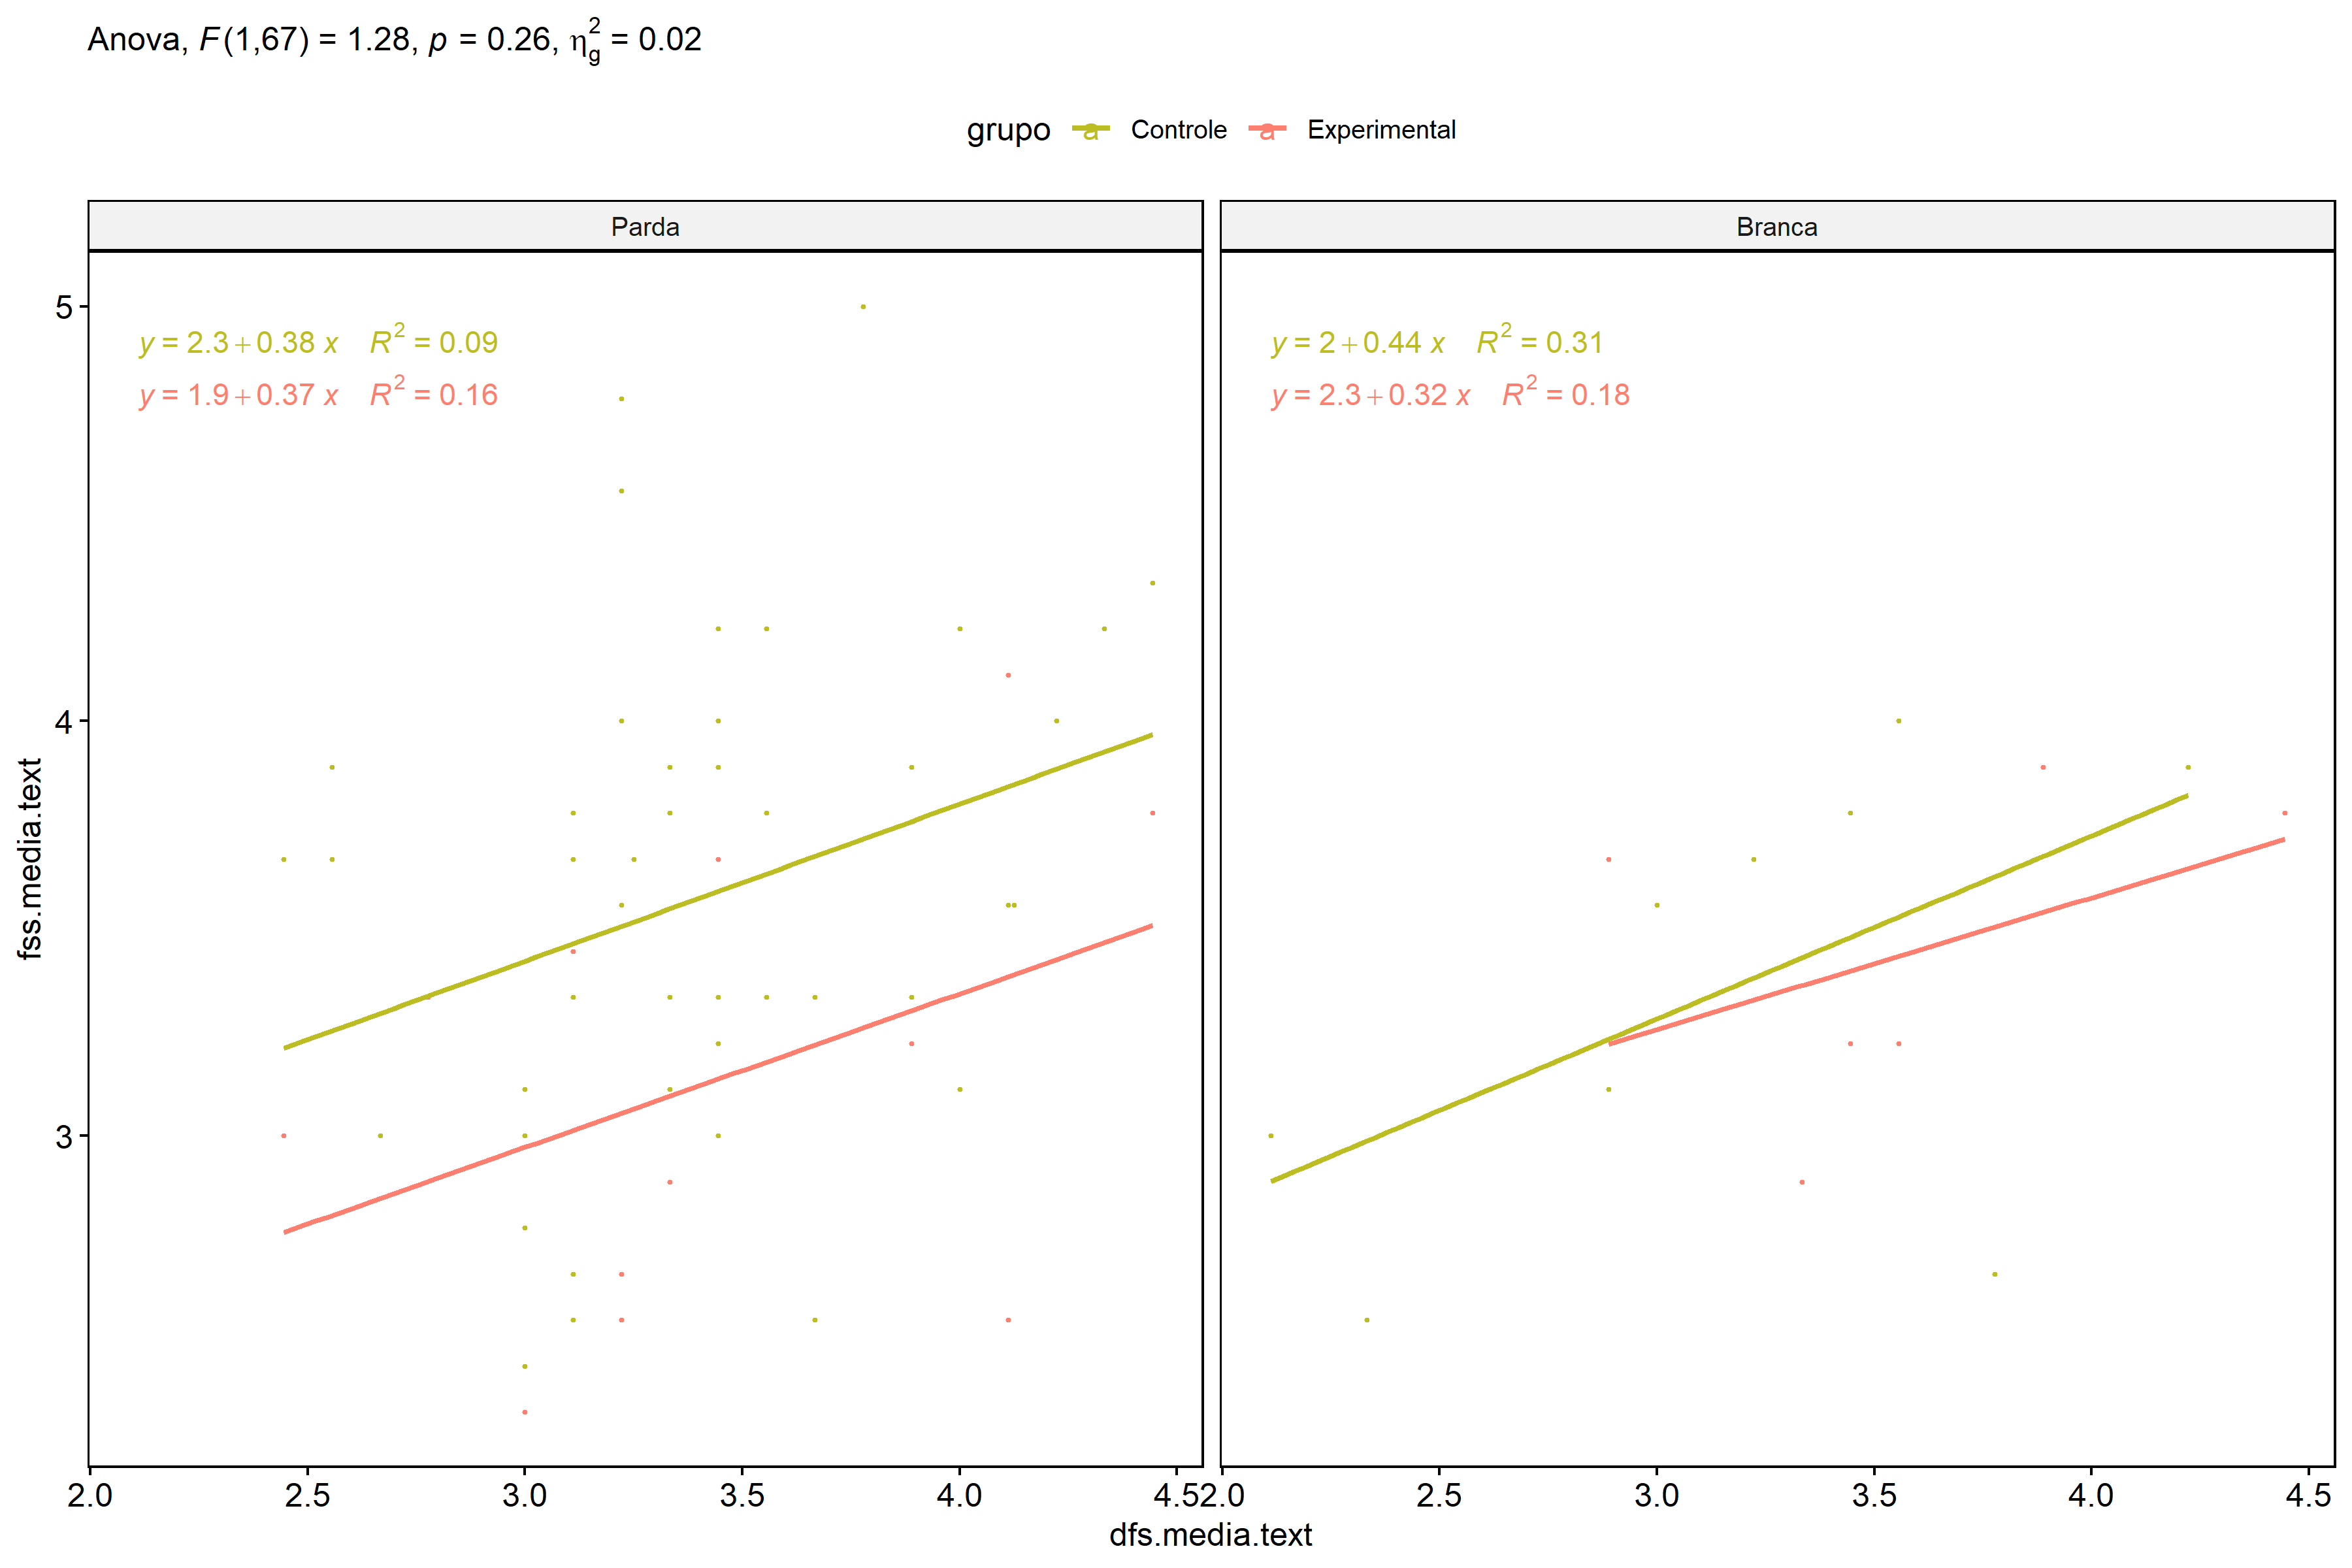 Anova, F(1,67) = 1.28, p = 0.26, η²g = 0.02
grupo a Controle a Experimental
Parda
Branca
y = 2.3 + 0.38 x R² = 0.09
y = 1.9 + 0.37 x R² = 0.16
y = 2 + 0.44 x R² = 0.31
y = 2.3 + 0.32 x R² = 0.18
fss.media.text
5
4
3
2.0 2.5 3.0 3.5 4.0 4.5
2.0 2.5 3.0 3.5 4.0 4.5
dfs.media.text